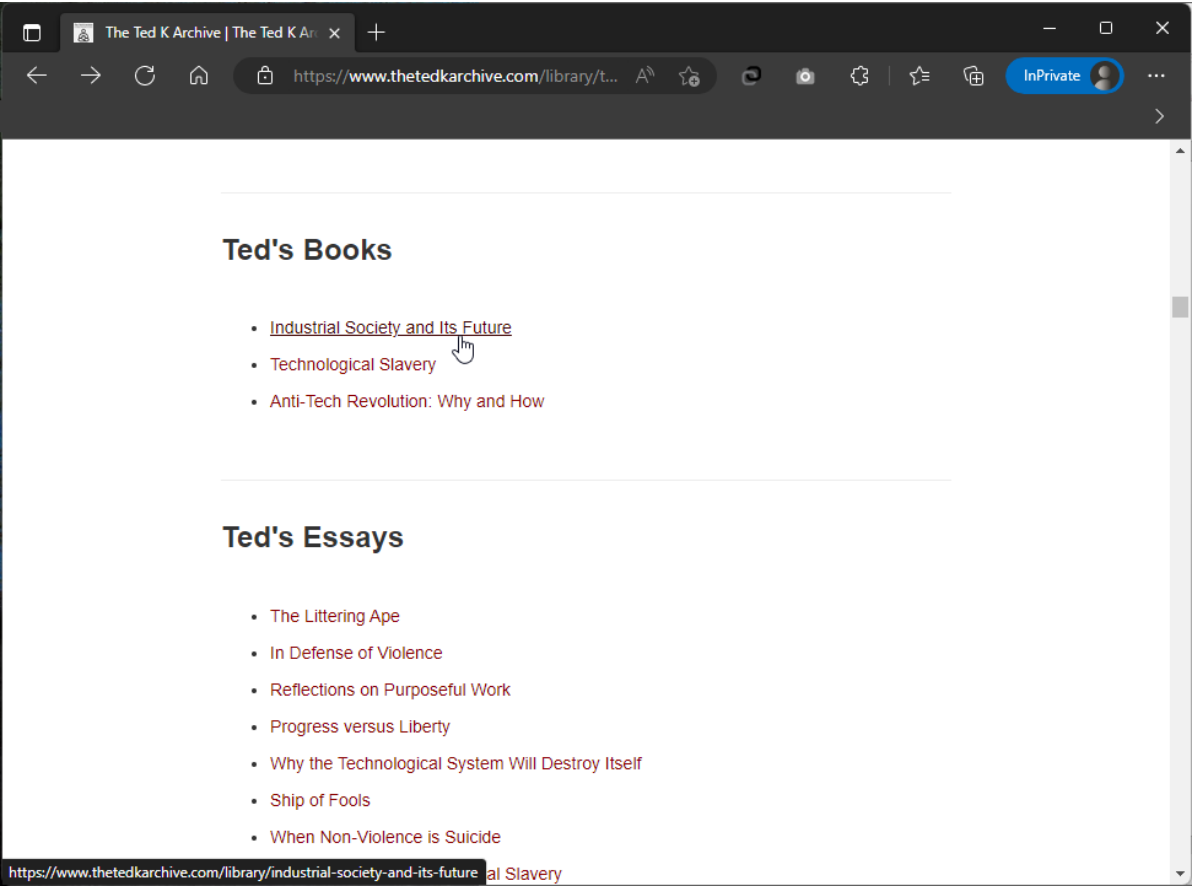 The Ted K Archive | The Ted K Ar
https://www.thetedkarchive.com/library/t...
InPrivate
Ted's Books
Industrial Society and Its Future
Technological Slavery
Anti-Tech Revolution: Why and How
Ted's Essays
The Littering Ape
In Defense of Violence
Reflections on Purposeful Work
Progress versus Liberty
Why the Technological System Will Destroy Itself
Ship of Fools
When Non-Violence is Suicide
https://www.thetedkarchive.com/library/industrial-society-and-its-future
al Slavery